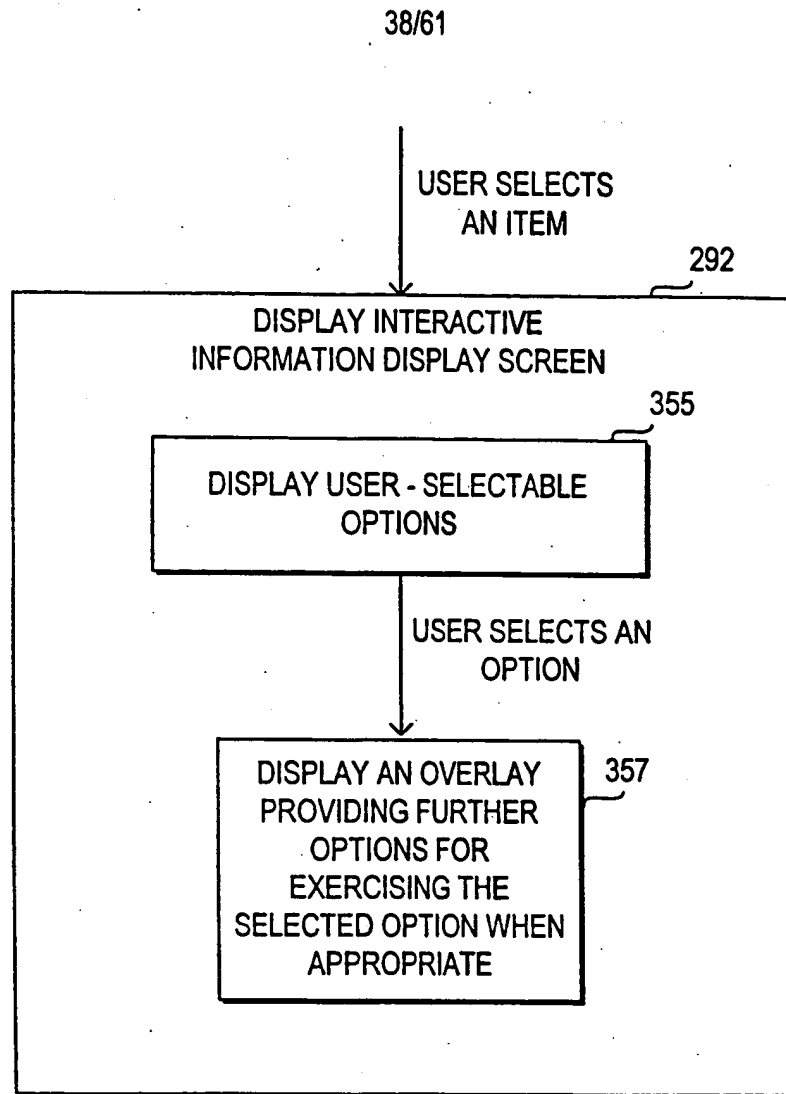 38/61
USER SELECTS
AN ITEM
292
DISPLAY INTERACTIVE
INFORMATION DISPLAY SCREEN
355
DISPLAY USER - SELECTABLE
OPTIONS
USER SELECTS AN
OPTION
357
DISPLAY AN OVERLAY
PROVIDING FURTHER
OPTIONS FOR
EXERCISING THE
SELECTED OPTION WHEN
APPROPRIATE